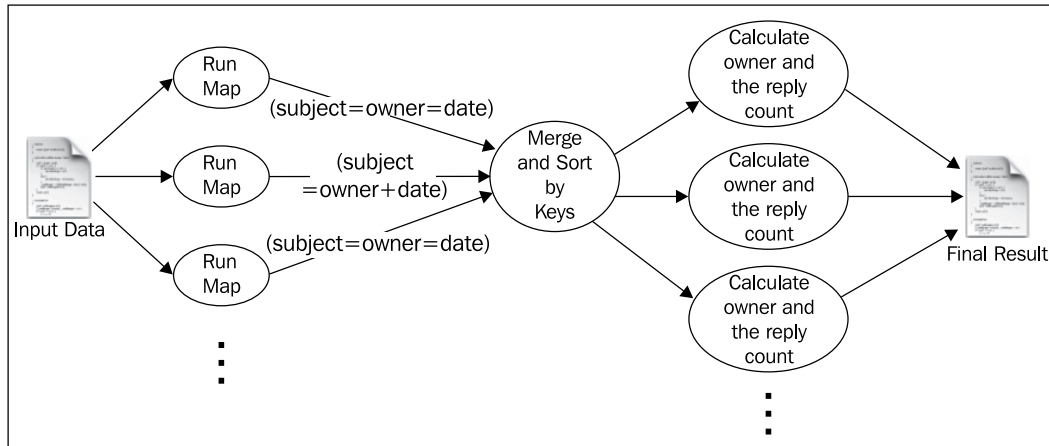 Input Data
Run
Map
Run
Map
Run
Map
(subject=owner=date)
(subject
=owner+date)
(subject=owner=date)
Merge
and Sort
by
Keys
Calculate
owner and
the reply
count
Calculate
owner and
the reply
count
Calculate
owner and
the reply
count
Final Result